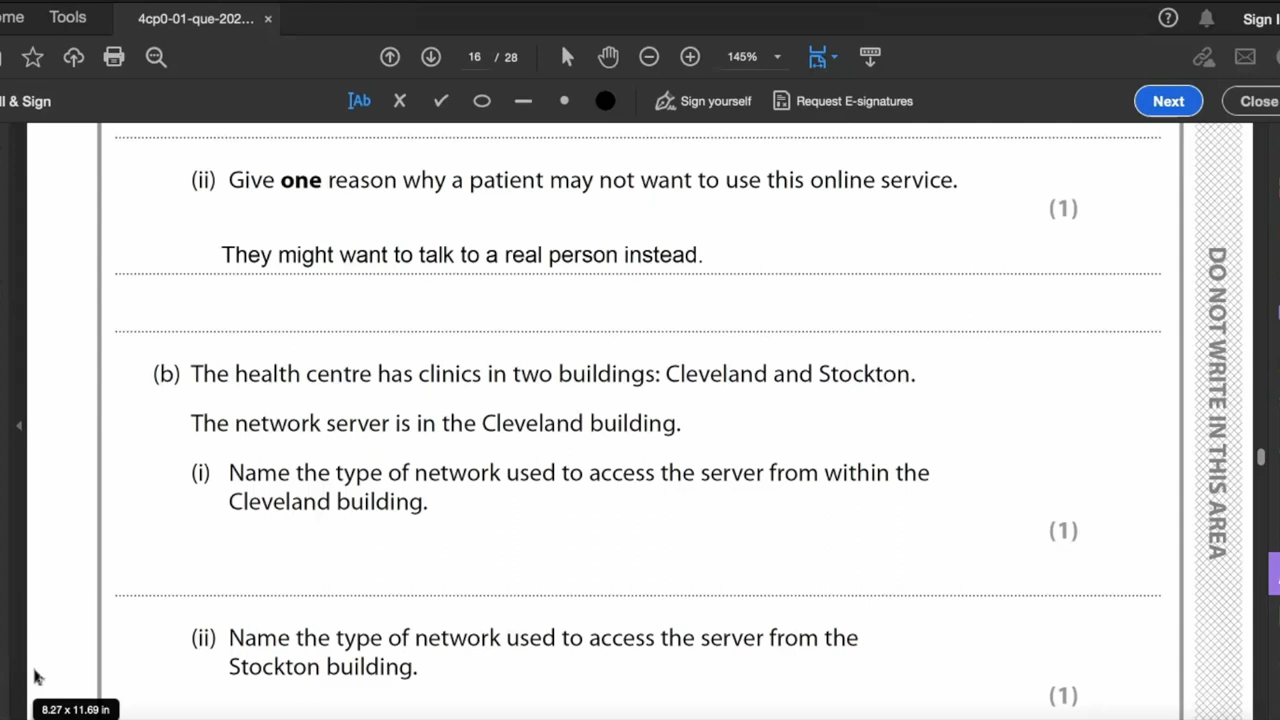 ome Tools 4cp0-01-que-202... × Sign I
16 / 28 145%
ll & Sign Ab Sign yourself Request E-signatures Next Close
(ii) Give one reason why a patient may not want to use this online service.
(1)
They might want to talk to a real person instead.
(b) The health centre has clinics in two buildings: Cleveland and Stockton.
The network server is in the Cleveland building.
(i) Name the type of network used to access the server from within the
Cleveland building.
(1)
(ii) Name the type of network used to access the server from the
Stockton building.
(1)
8.27 x 11.69 in
DO NOT WRITE IN THIS AREA